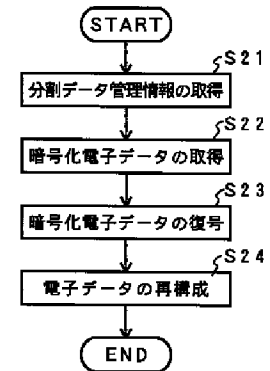 START
S21
分割データ管理情報の取得
S22
暗号化電子データの取得
S23
暗号化電子データの復号
S24
電子データの再構成
END